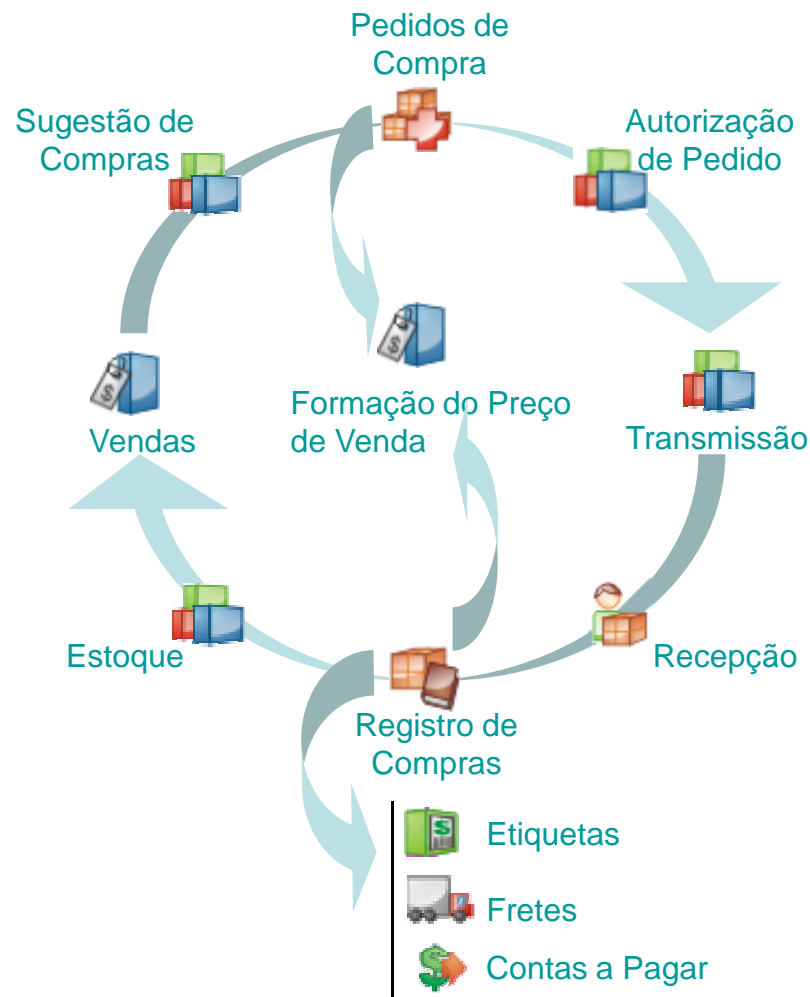 Pedidos de
Compra
Sugestão de
Compras
Autorização
de Pedido
Formação do Preço
de Venda
Vendas
Transmissão
Estoque
Recepção
Registro de
Compras
$ Etiquetas
Fretes
$ Contas a Pagar